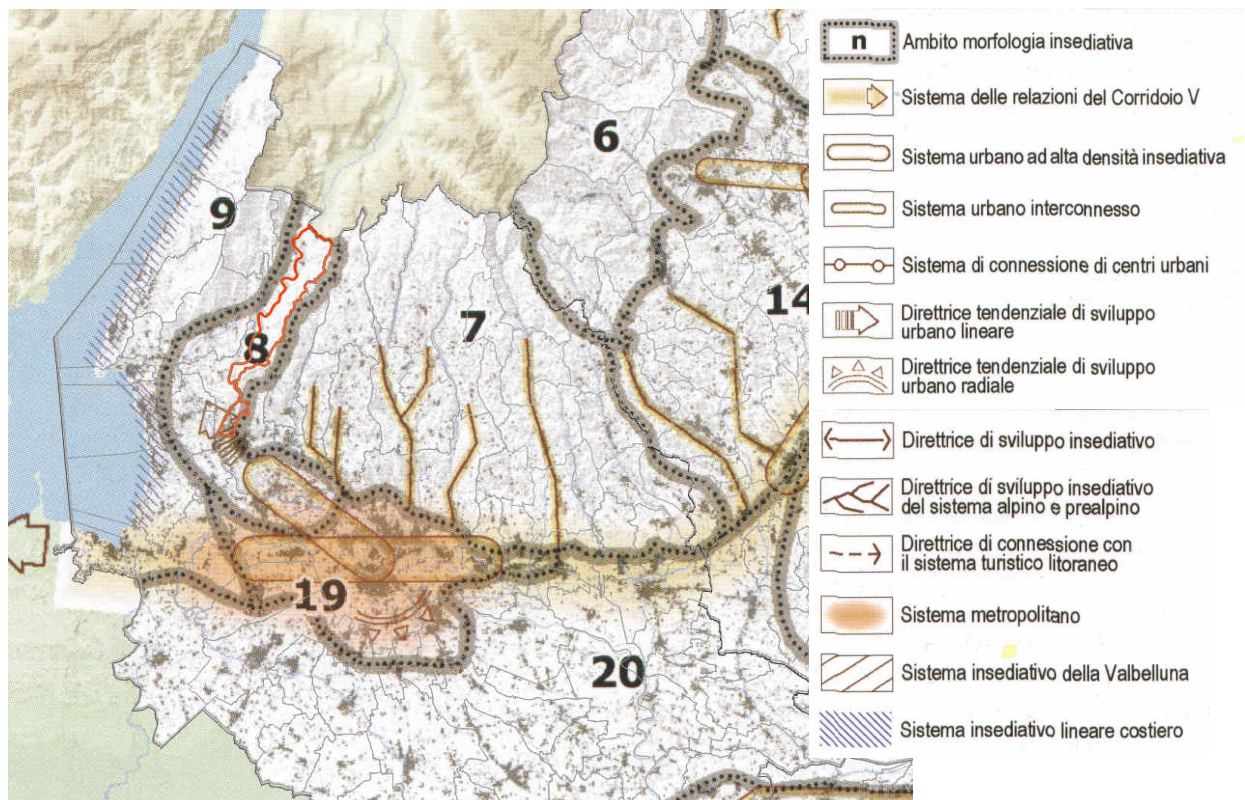 6
9
14
7
8
19
20
n
Ambito morfologia insediativa
Sistema delle relazioni del Corridoio V
Sistema urbano ad alta densità insediativa
Sistema urbano interconnesso
Sistema di connessione di centri urbani
Direttrice tendenziale di sviluppo
urbano lineare
Direttrice tendenziale di sviluppo
urbano radiale
Direttrice di sviluppo insediativo
Direttrice di sviluppo insediativo
del sistema alpino e prealpino
Direttrice di connessione con
il sistema turistico litoraneo
Sistema metropolitano
Sistema insediativo della Valbelluna
Sistema insediativo lineare costiero